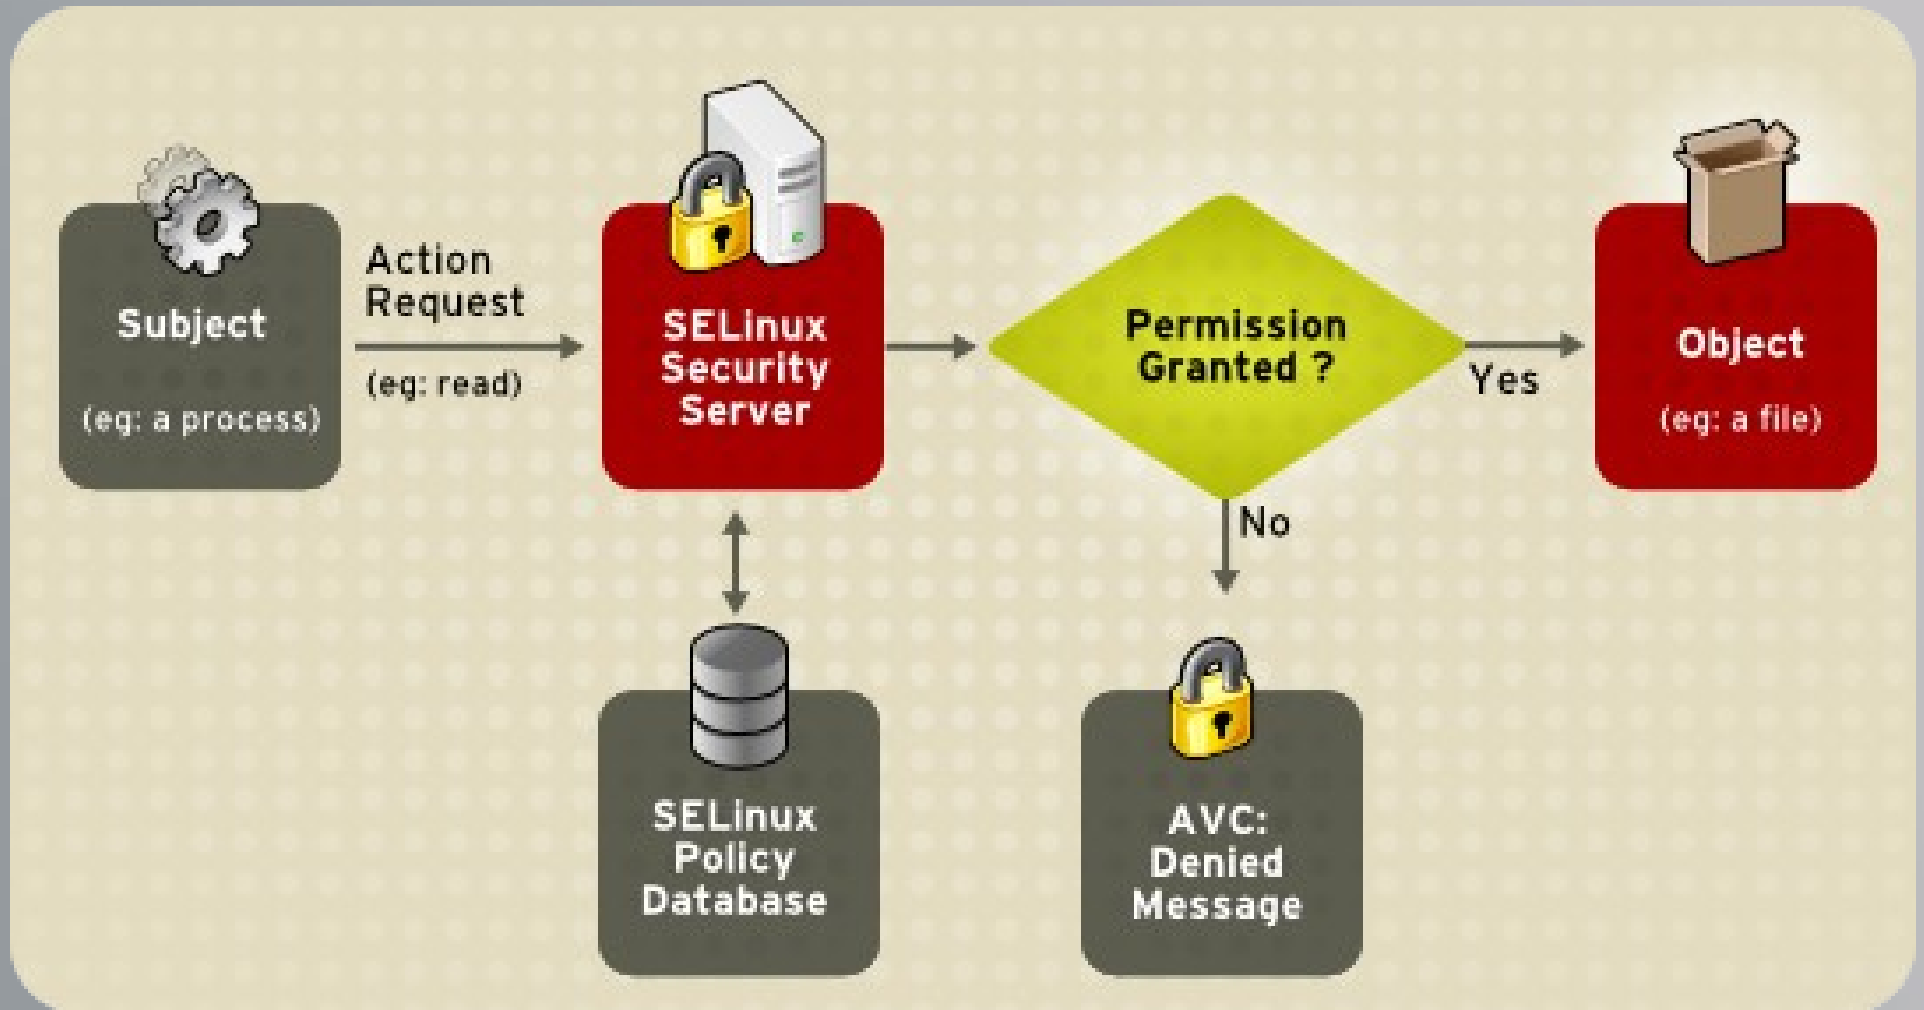 Subject
(eg: a process)
Action
Request
(eg: read)
SELinux
Security
Server
Permission
Granted ?
Yes
Object
(eg: a file)
No
SELinux
Policy
Database
AVC:
Denied
Message